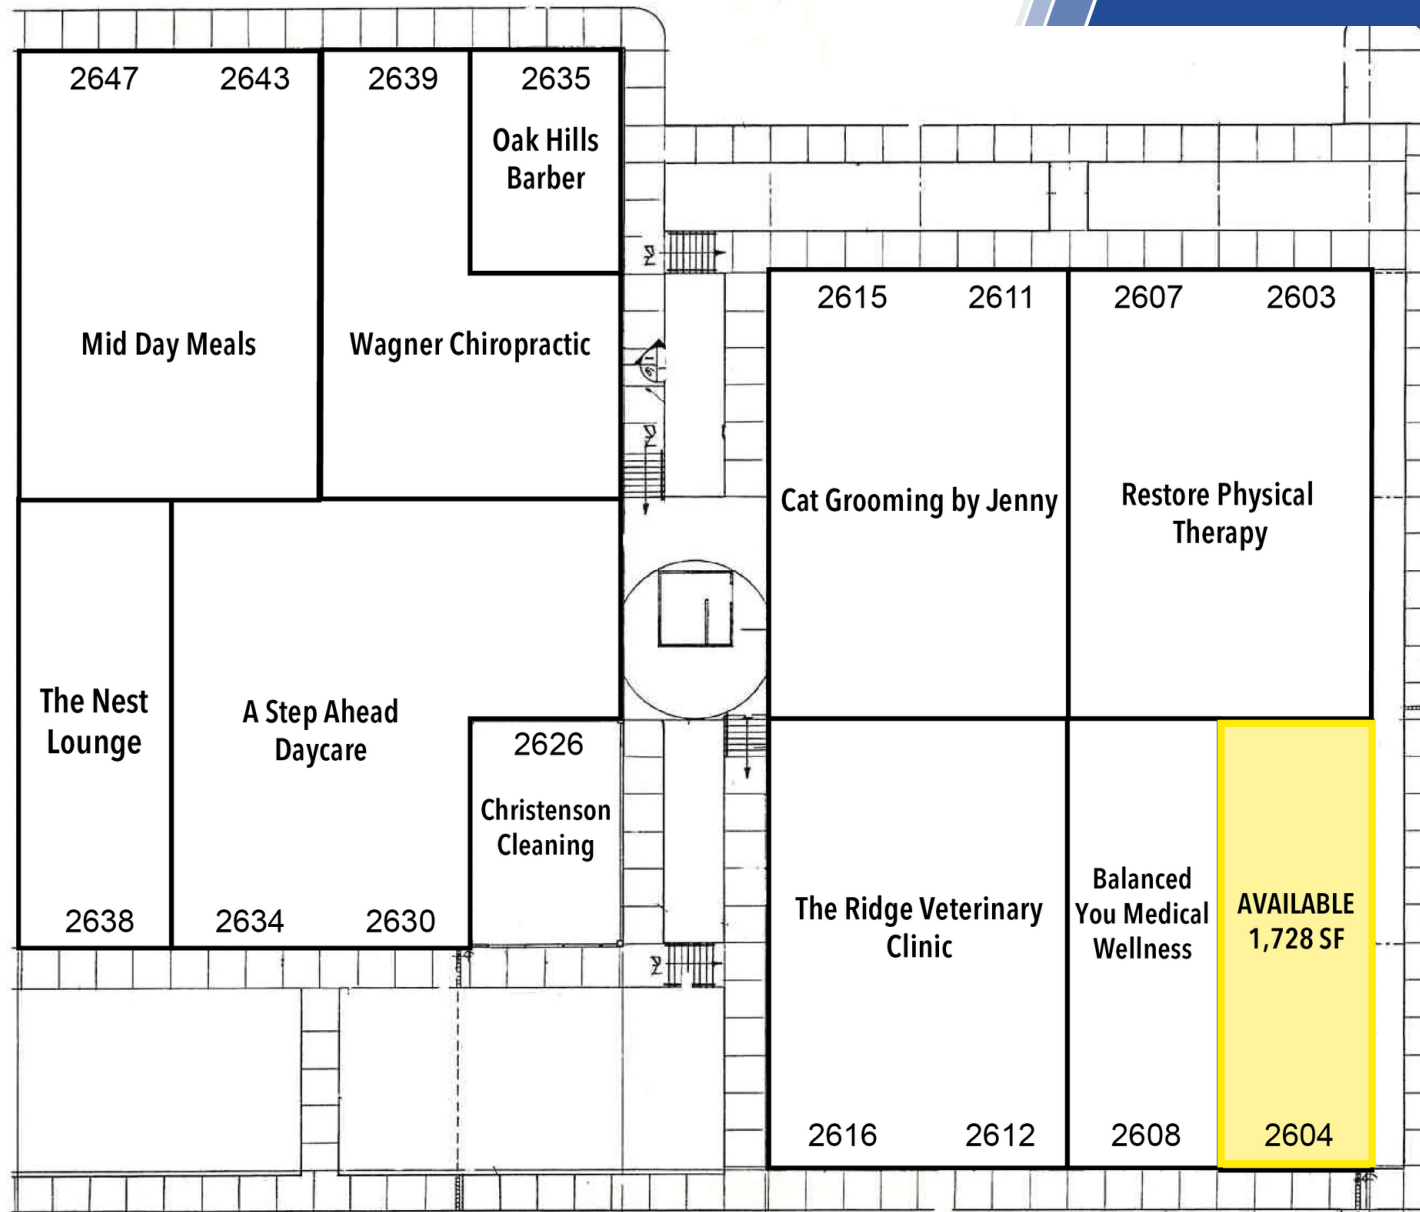 2647 2643 2639 2635
Oak Hills
Barber
Mid Day Meals
Wagner Chiropractic
2615 2611 2607 2603
Cat Grooming by Jenny
Restore Physical
Therapy
The Nest
Lounge
A Step Ahead
Daycare
2626
Christenson
Cleaning
2638 2634 2630
The Ridge Veterinary
Clinic
Balanced
You Medical
Wellness
AVAILABLE
1,728 SF
2616 2612 2608 2604